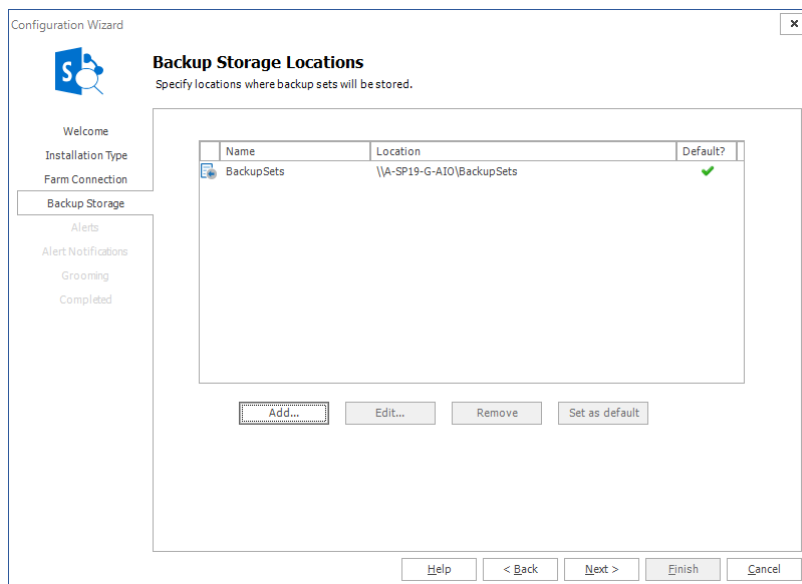 Configuration Wizard
Backup Storage Locations
Specify locations where backup sets will be stored.
Welcome
Installation Type
Farm Connection
Backup Storage
Alerts
Alert Notifications
Grooming
Completed
Name Location Default?
BackupSets \\A-SP19-G-AIO\BackupSets
Add... Edit... Remove Set as default
Help < Back Next > Finish Cancel